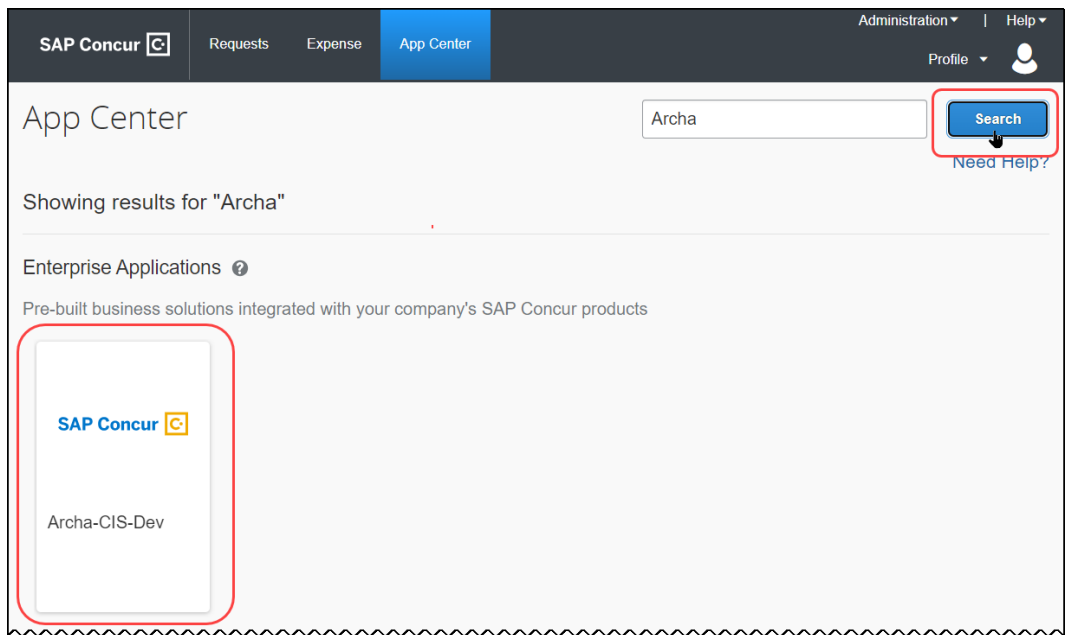 Administration | Help
SAP Concur C Requests Expense App Center
Profile
App Center
Archa Search
Need Help?
Showing results for "Archa"
Enterprise Applications ?
Pre-built business solutions integrated with your company's SAP Concur products
SAP Concur C
Archa-CIS-Dev